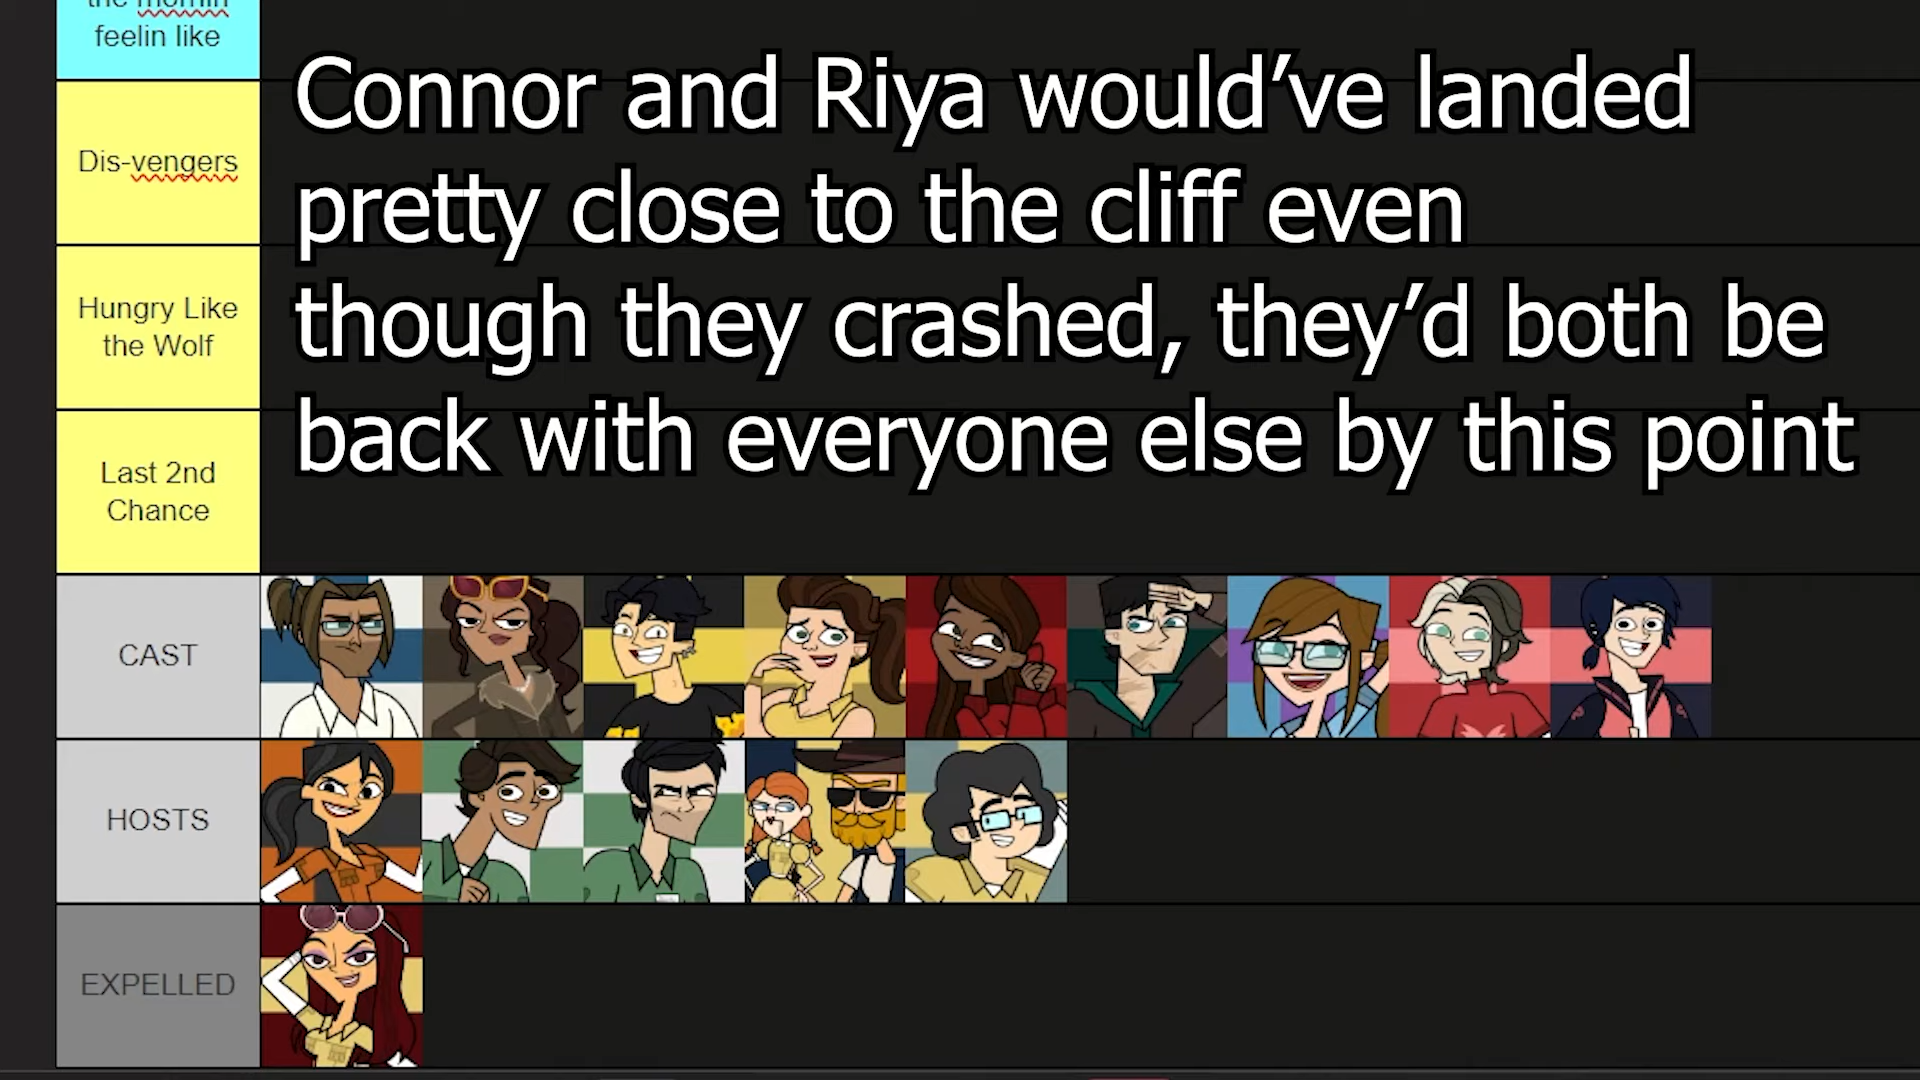 the mornin
feelin like
Connor and Riya would’ve landed
pretty close to the cliff even
though they crashed, they’d both be
back with everyone else by this point
Dis-vengers
Hungry Like
the Wolf
Last 2nd
Chance
CAST
HOSTS
EXPELLED